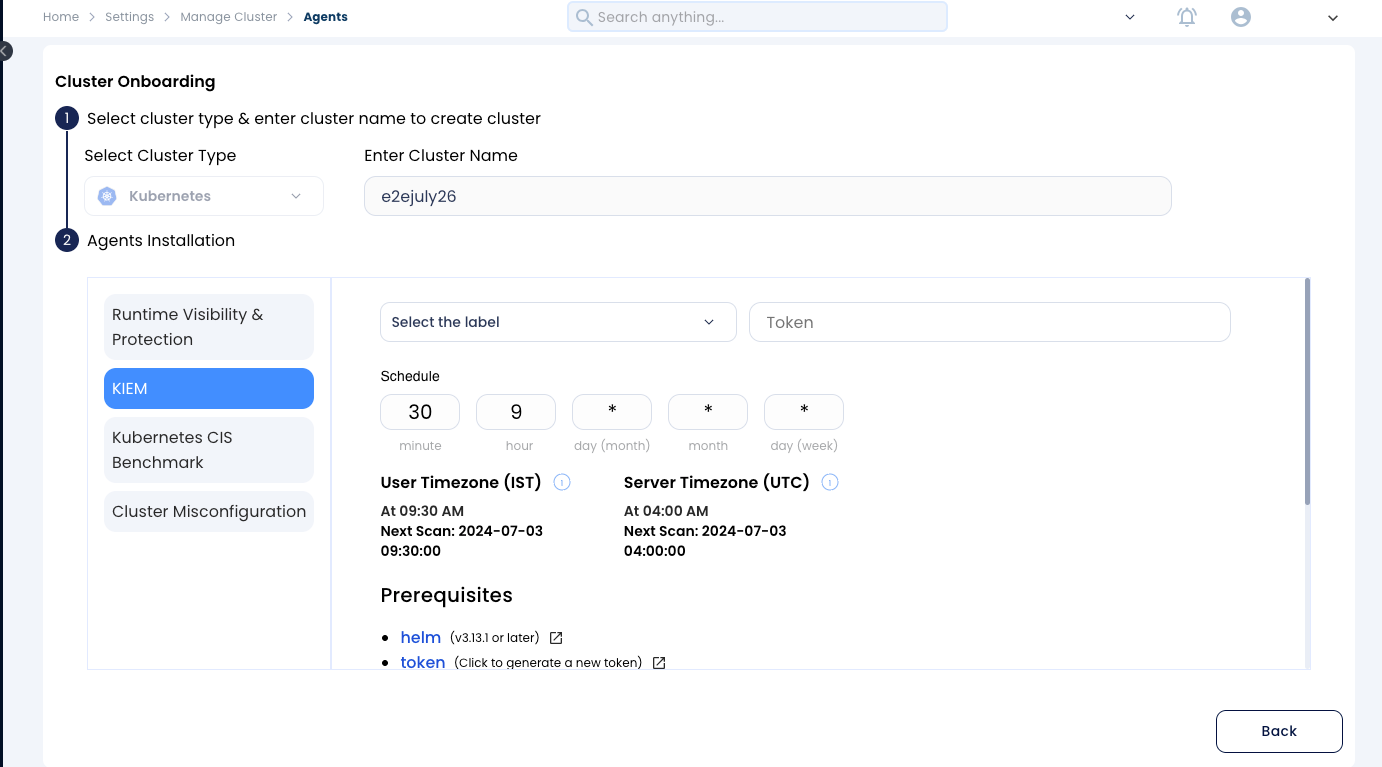 Home > Settings > Manage Cluster > Agents
Search anything...
Cluster Onboarding
1 Select cluster type & enter cluster name to create cluster
Select Cluster Type Enter Cluster Name
Kubernetes e2ejuly26
2 Agents Installation
Runtime Visibility &
Protection
KIEM
Kubernetes CIS
Benchmark
Cluster Misconfiguration
Select the label Token
Schedule
30 9 * * *
minute hour day (month) month day (week)
User Timezone (IST) Server Timezone (UTC)
At 09:30 AM At 04:00 AM
Next Scan: 2024-07-03 Next Scan: 2024-07-03
09:30:00 04:00:00
Prerequisites
• helm (v3.13.1 or later)
• token (Click to generate a new token)
Back